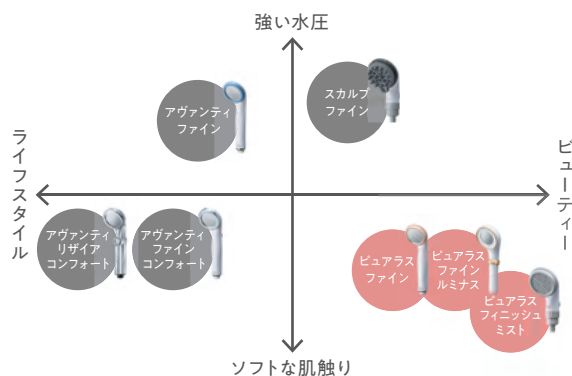 強い水圧
アヴァンティ
ファイン
スカルプ
ファイン
ライフスタイル
ビューティー
アヴァンティ
リザイア
コンフォート
アヴァンティ
ファイン
コンフォート
ピュアラス
ファイン
ピュアラス
ファイン
ルミナス
ピュアラス
フィニッシュ
ミスト
ソフトな肌触り